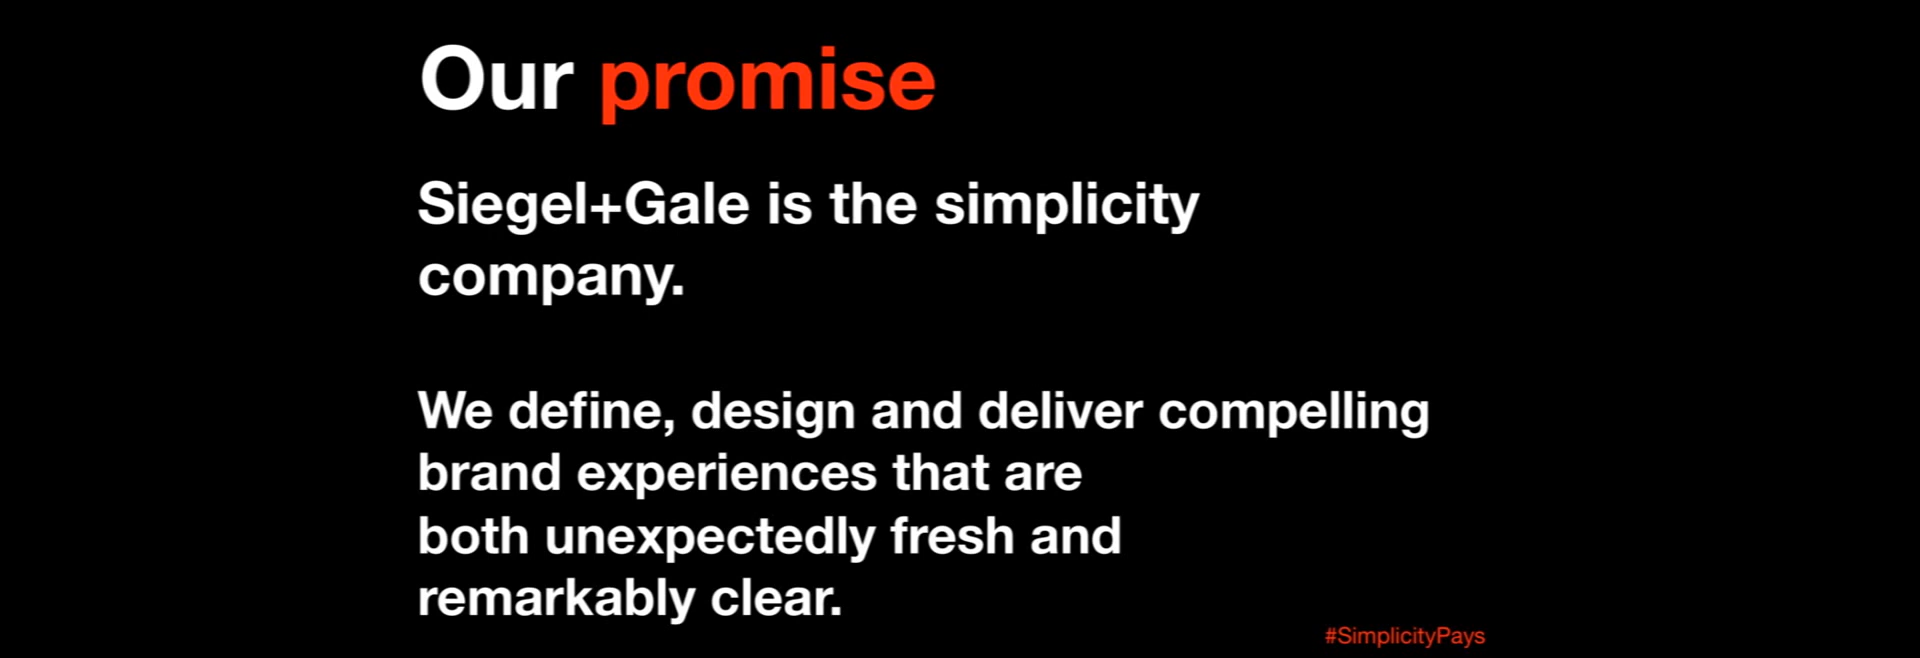 Our promise
Siegel+Gale is the simplicity
company.
We define, design and deliver compelling
brand experiences that are
both unexpectedly fresh and
remarkably clear.
#SimplicityPays